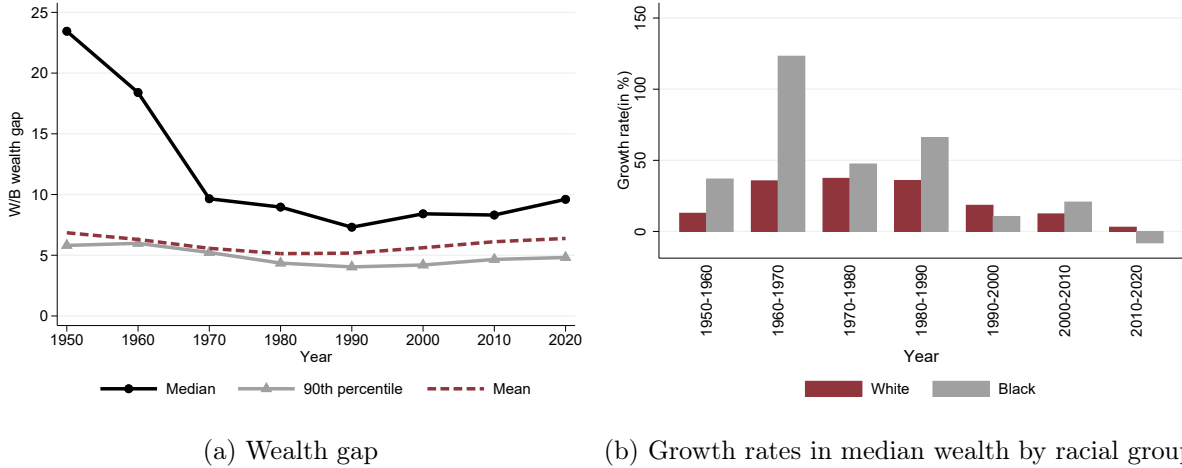 25
20
15
10
5
0
W/B wealth gap
1950 1960 1970 1980 1990 2000 2010 2020
Year
Median 90th percentile Mean
(a) Wealth gap
150
100
50
0
Growth rate(in %)
1950-1960
1960-1970
1970-1980
1980-1990
1990-2000
2000-2010
2010-2020
Year
White Black
(b) Growth rates in median wealth by racial group